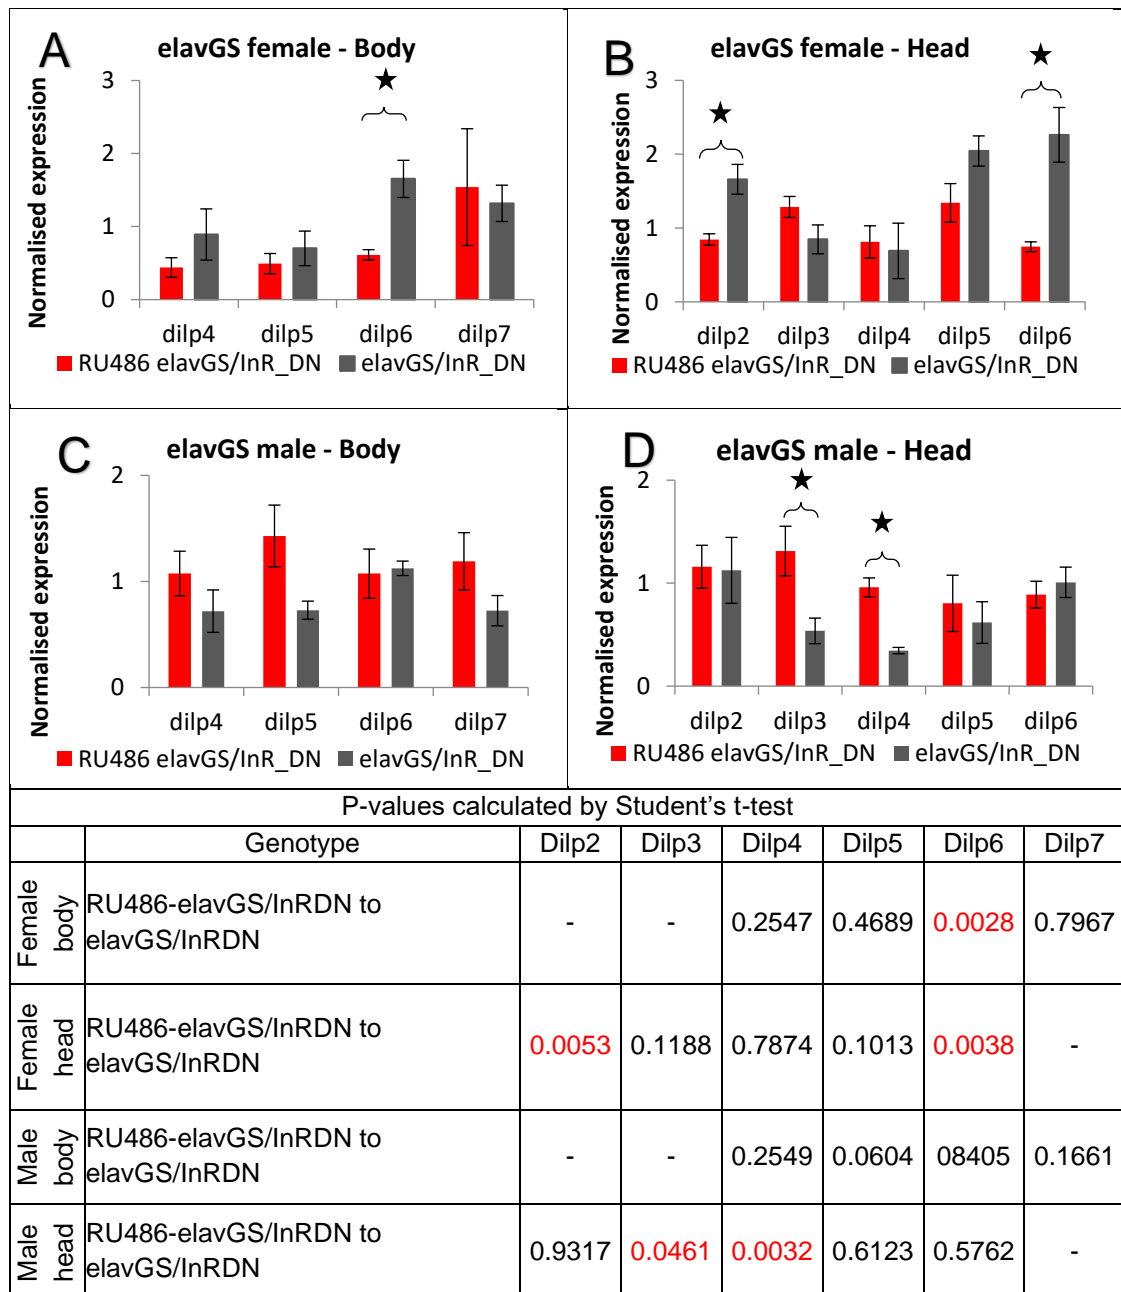 A
elavGS female - Body
Normalised expression
3
2
1
0
dilp4 dilp5 dilp6 dilp7
RU486 elavGS/InR_DN elavGS/InR_DN
B
elavGS female - Head
Normalised expression
3
2
1
0
dilp2 dilp3 dilp4 dilp5 dilp6
RU486 elavGS/InR_DN elavGS/InR_DN
C
elavGS male - Body
Normalised expression
2
1
0
dilp4 dilp5 dilp6 dilp7
RU486 elavGS/InR_DN elavGS/InR_DN
D
elavGS male - Head
Normalised expression
2
1
0
dilp2 dilp3 dilp4 dilp5 dilp6
RU486 elavGS/InR_DN elavGS/InR_DN
P-values calculated by Student’s t-test
Genotype Dilp2 Dilp3 Dilp4 Dilp5 Dilp6 Dilp7
Female
body
RU486-elavGS/InRDN to
elavGS/InRDN
- - 0.2547 0.4689 0.0028 0.7967
Female
head
RU486-elavGS/InRDN to
elavGS/InRDN
0.0053 0.1188 0.7874 0.1013 0.0038 -
Male
body
RU486-elavGS/InRDN to
elavGS/InRDN
- - 0.2549 0.0604 08405 0.1661
Male
head
RU486-elavGS/InRDN to
elavGS/InRDN
0.9317 0.0461 0.0032 0.6123 0.5762 -